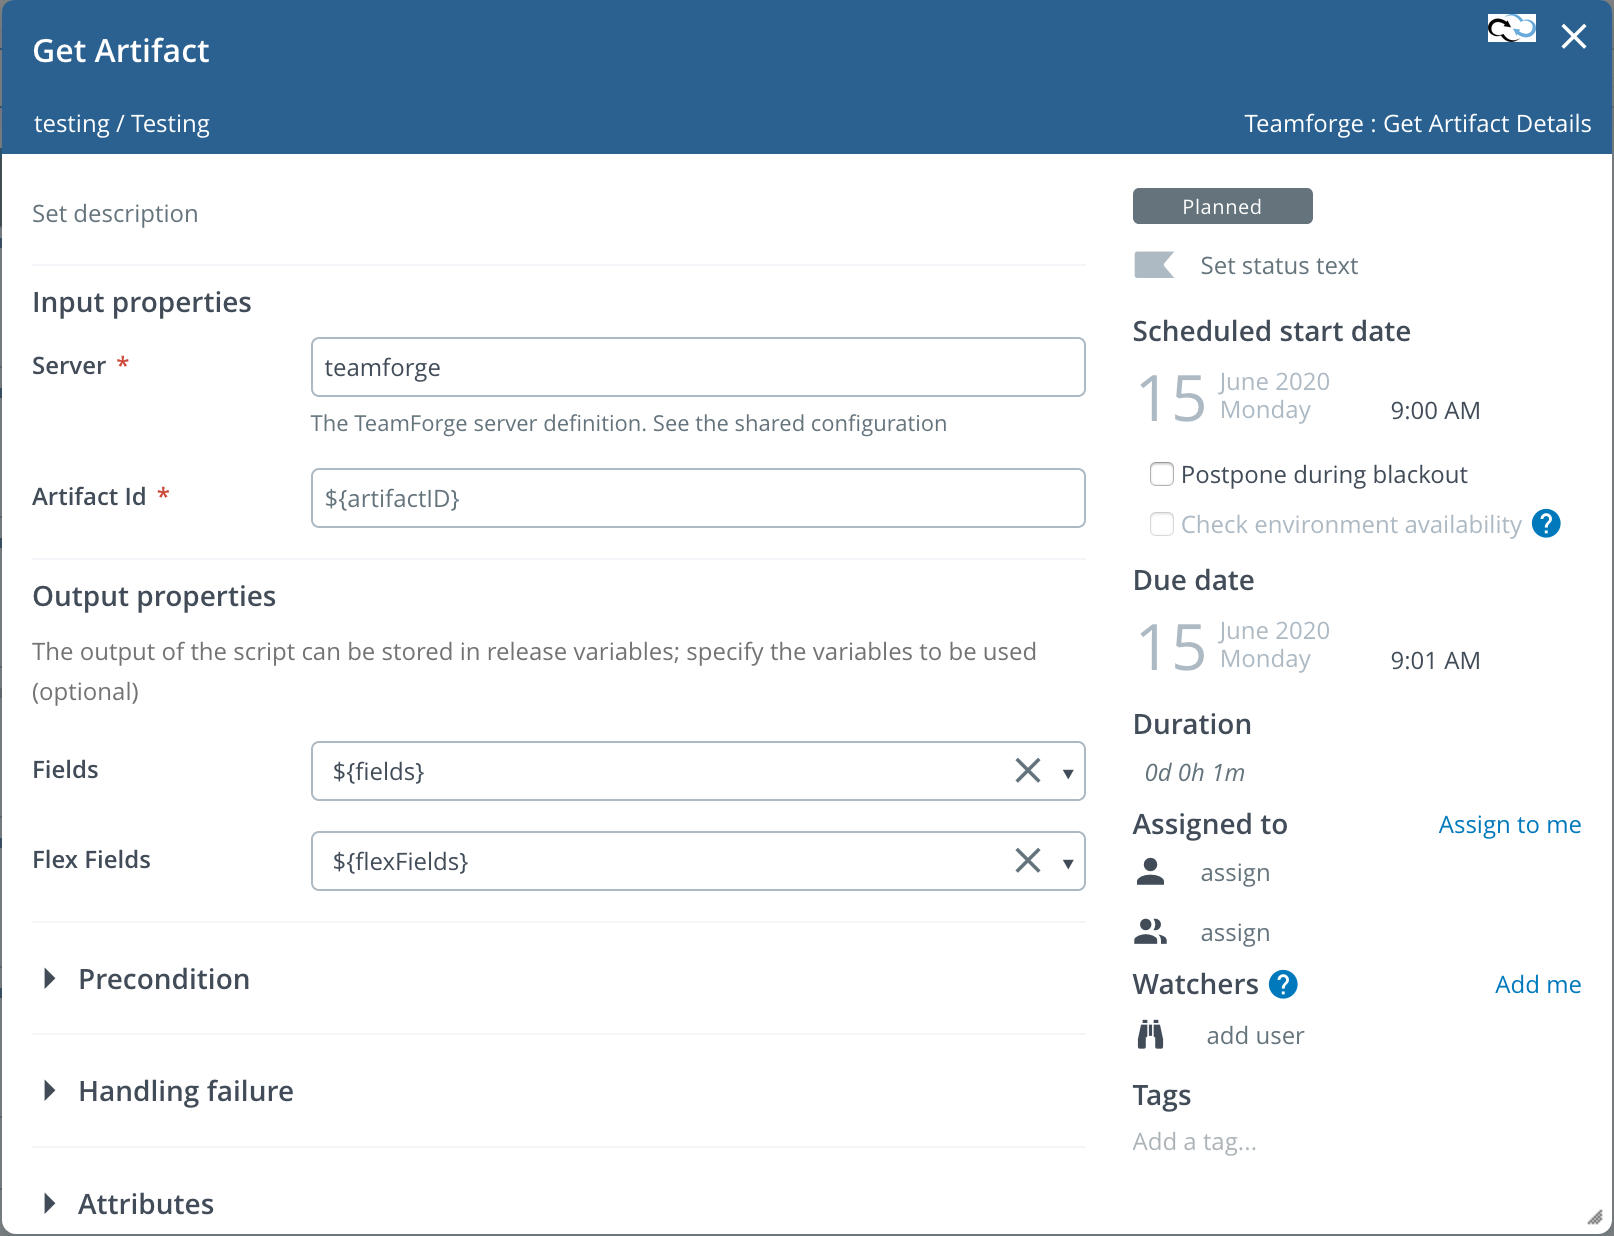 Get Artifact
testing / Testing
Teamforge : Get Artifact Details
Set description
Input properties
Server *
teamforge
The TeamForge server definition. See the shared configuration
Artifact Id *
${artifactID}
Output properties
The output of the script can be stored in release variables; specify the variables to be used
(optional)
Fields
${fields}
Flex Fields
${flexFields}
Precondition
Handling failure
Attributes
Planned
Set status text
Scheduled start date
15 June 2020
Monday
9:00 AM
Postpone during blackout
Check environment availability ?
Due date
15 June 2020
Monday
9:01 AM
Duration
0d 0h 1m
Assigned to
Assign to me
assign
assign
Watchers ?
Add me
add user
Tags
Add a tag...